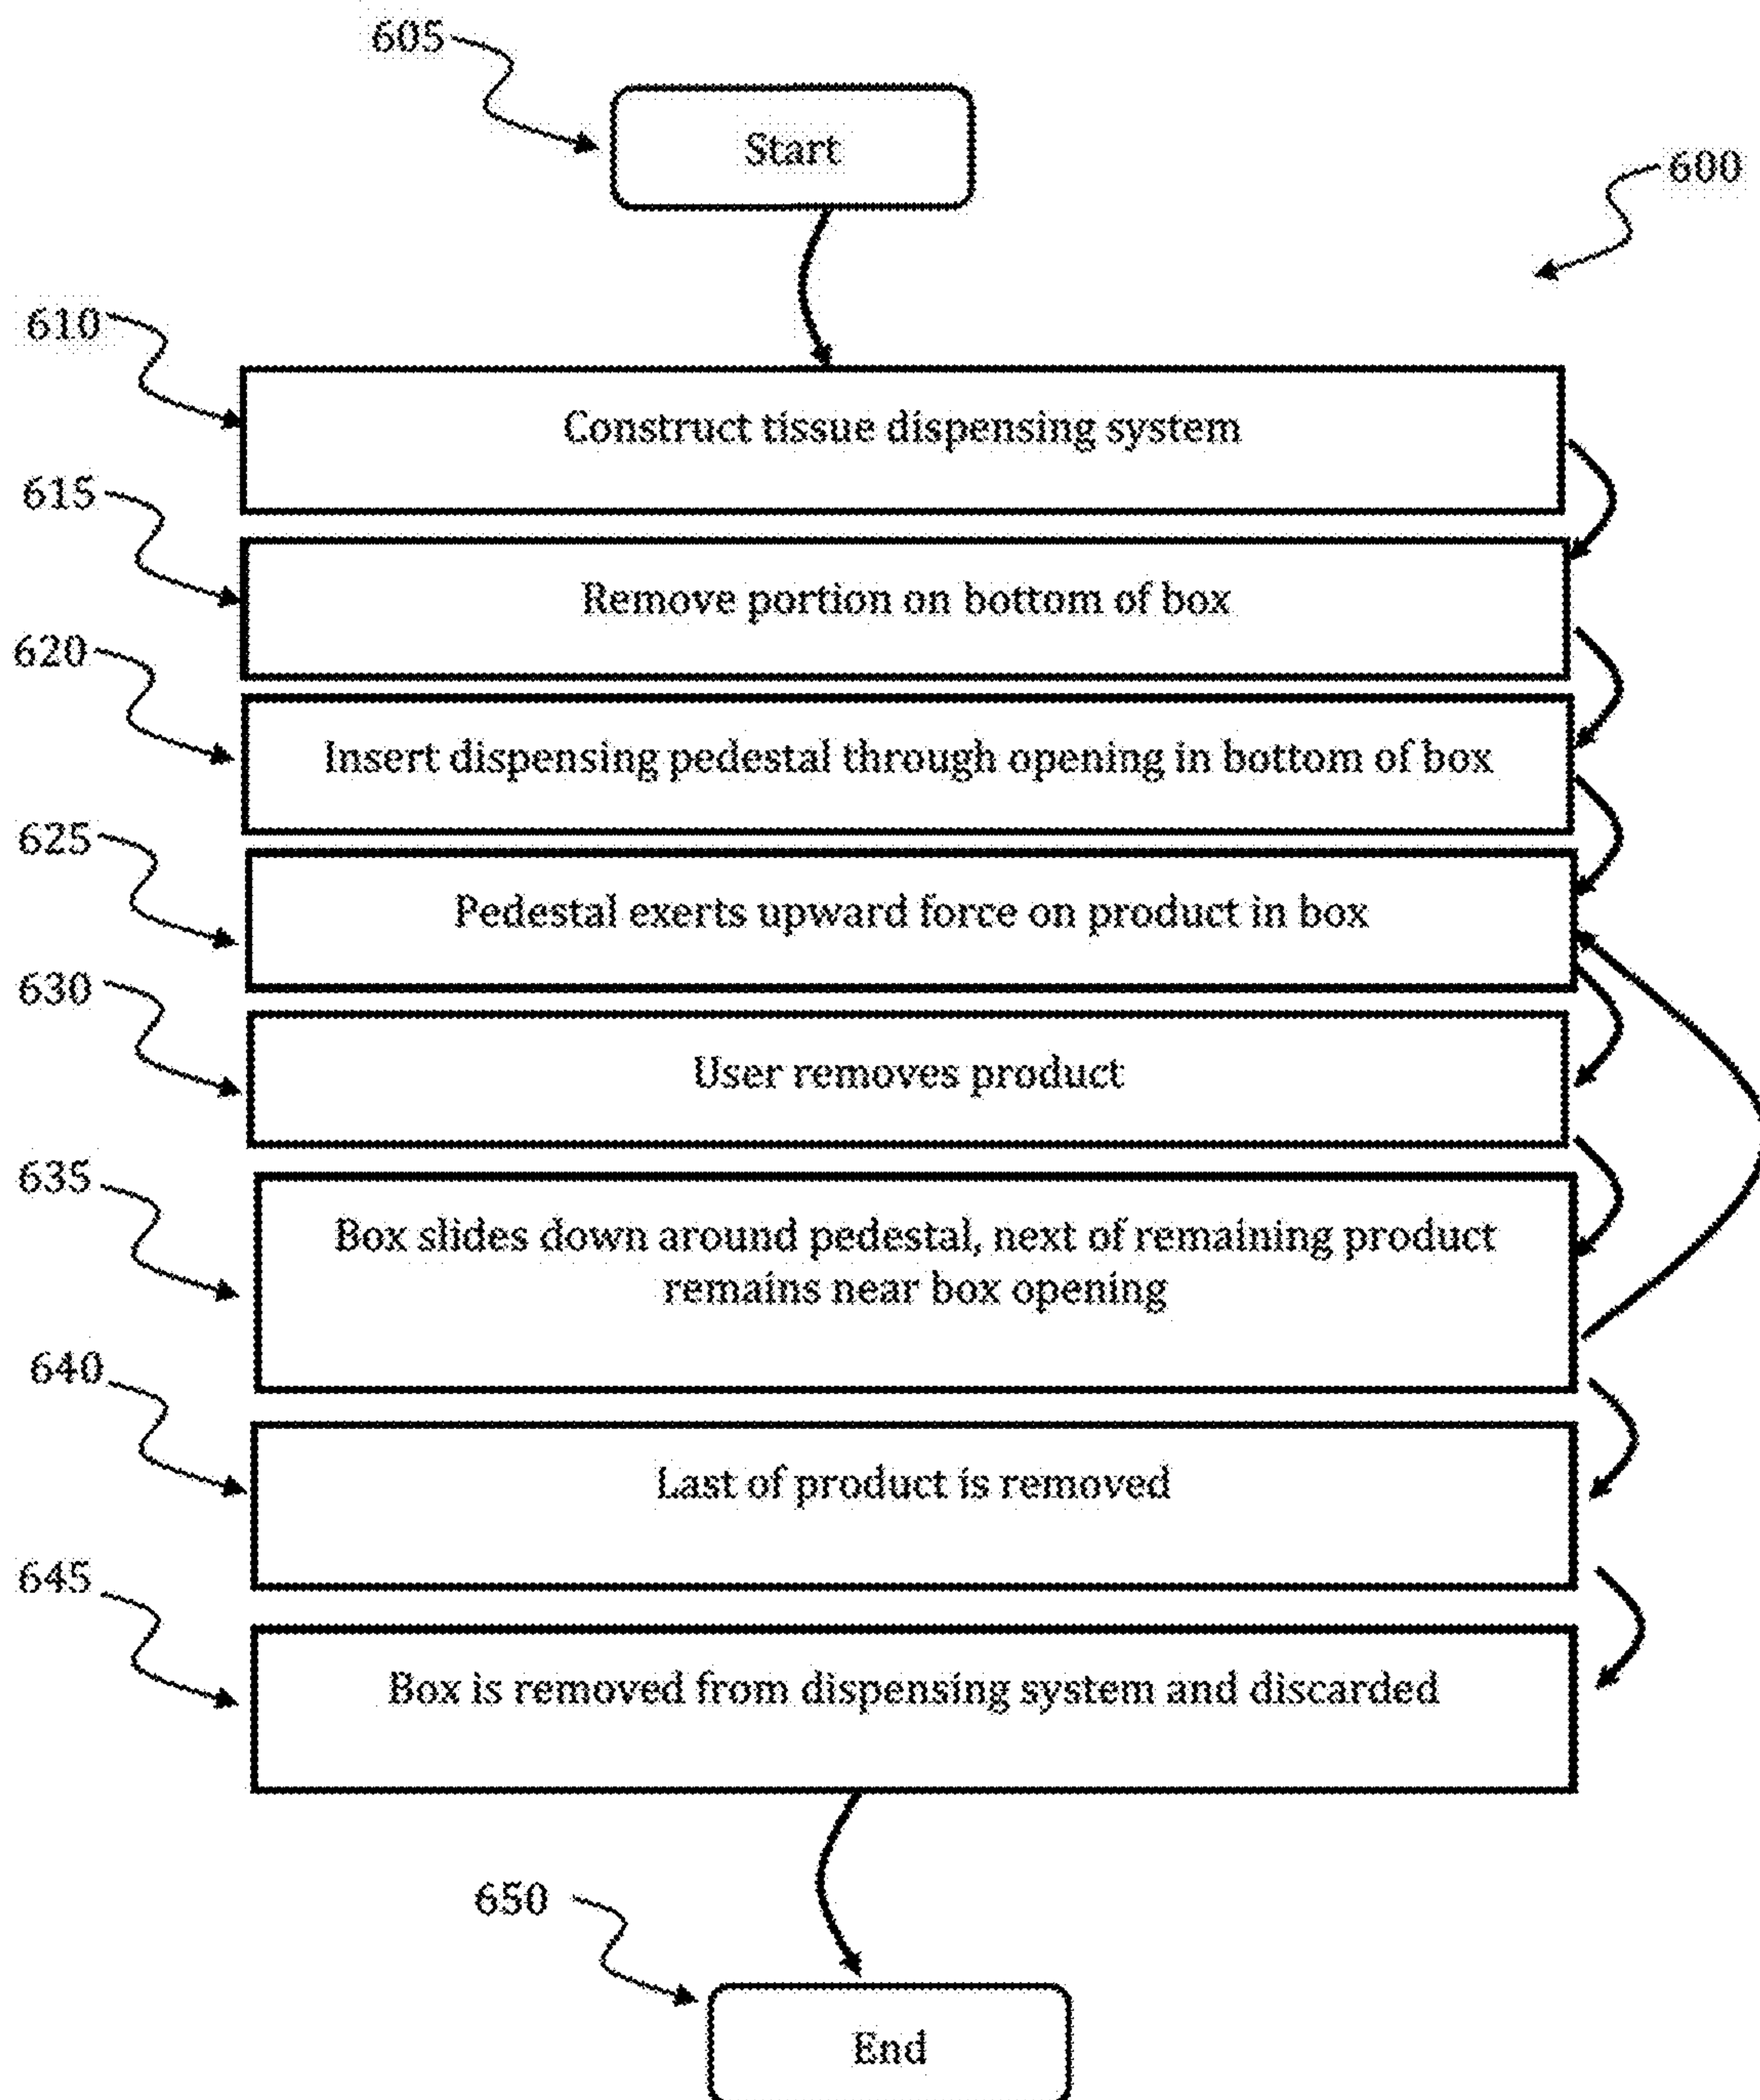 605
Start
600
610
Construct tissue dispensing system
615
Remove portion on bottom of box
620
Insert dispensing pedestal through opening in bottom of box
625
Pedestal exerts upward force on product in box
630
User removes product
635
Box slides down around pedestal, next of remaining product
remains near box opening
640
Last of product is removed
645
Box is removed from dispensing system and discarded
650
End